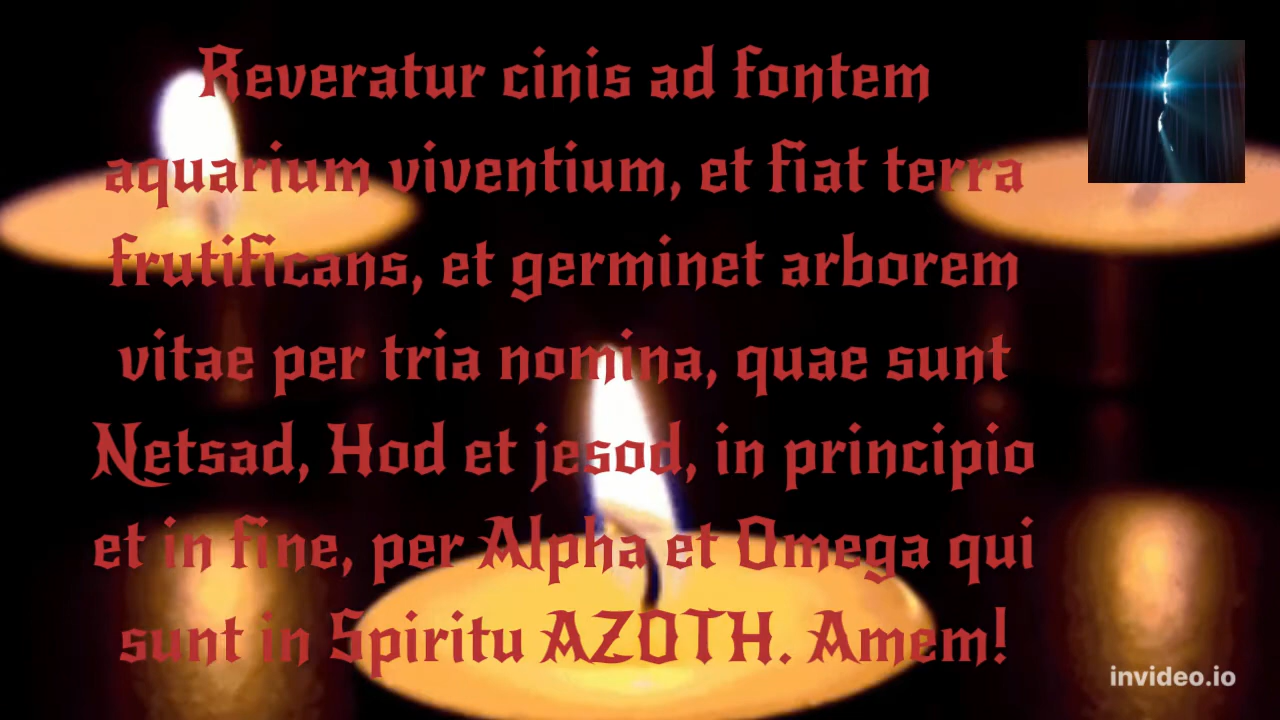 Reveratur cinis ad fontem
aquarium viventium, et fiat terra
frutificans, et germinet arborem
vitae per tria nomina, quae sunt
Netsad, Hod et jesod, in principio
et in fine, per Alpha et Omega qui
sunt in Spiritu AZOTH. Amem!
invideo.io